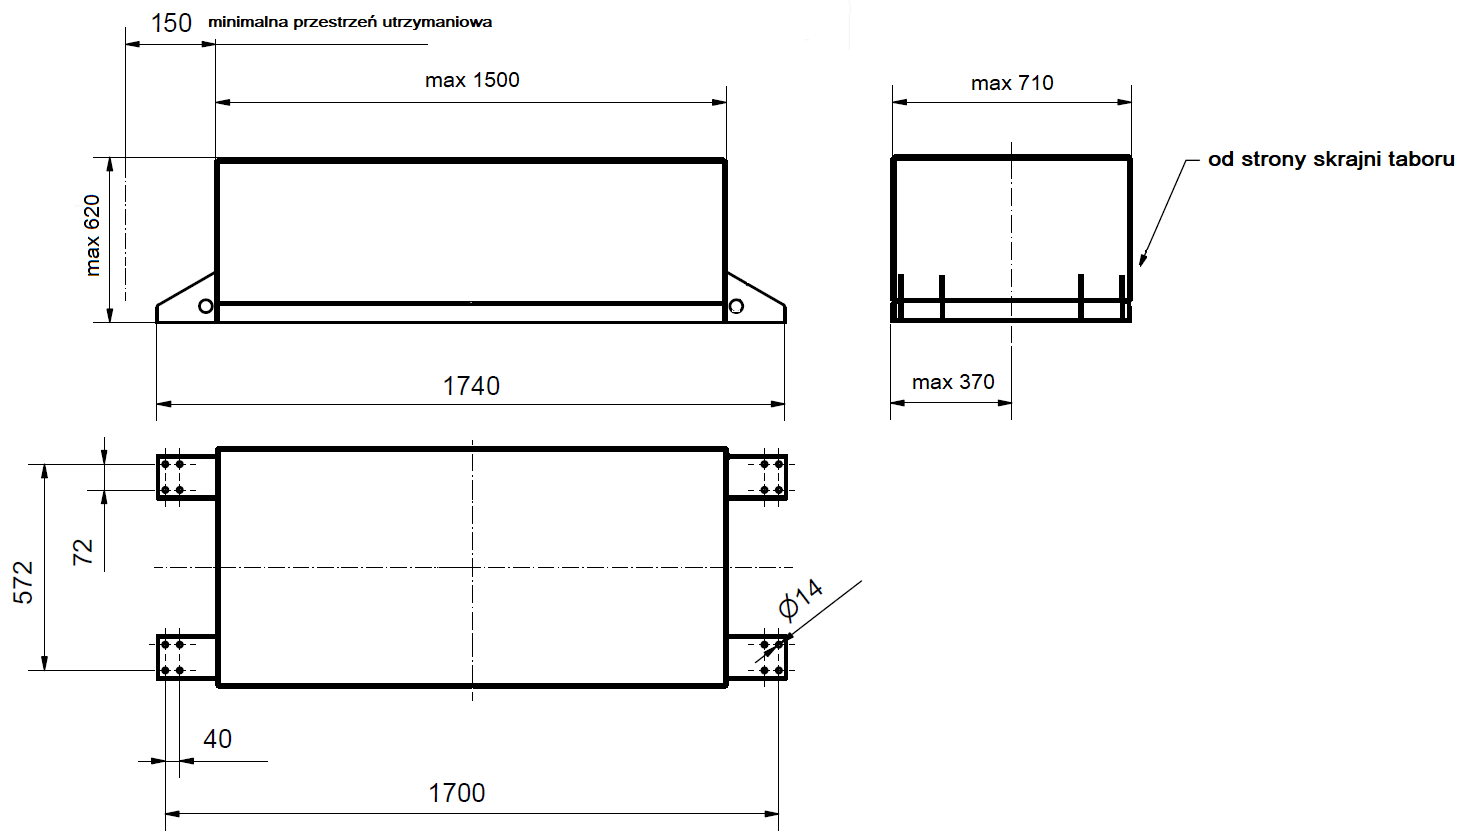 150 minimalna przestrzeń utrzymaniowa
max 1500
max 710
od strony skrajni taboru
max 620
1740
max 370
72
572
Ø14
40
1700